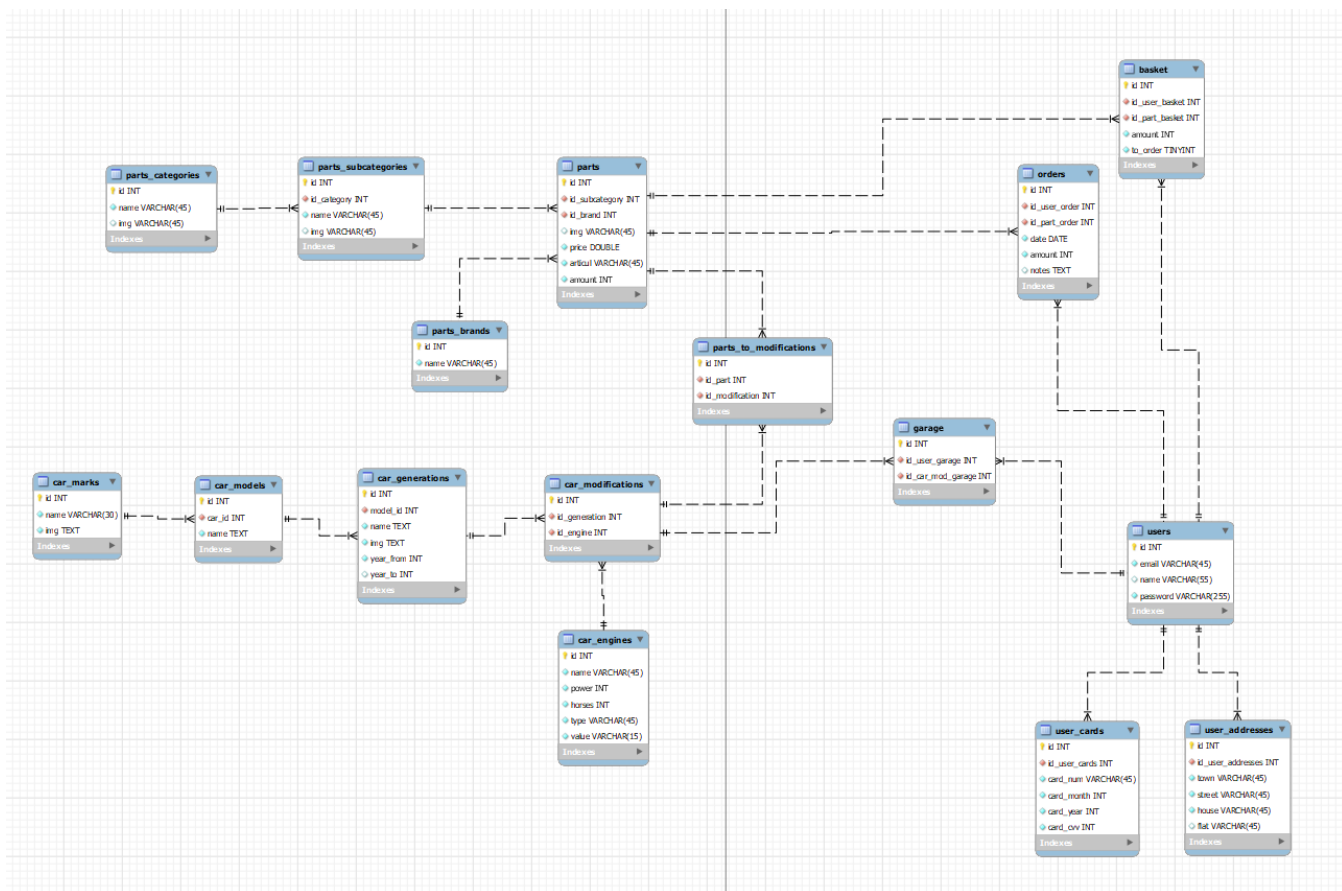 basket
id INT
id_user_basket INT
id_part_basket INT
amount INT
to_order TINYINT
Indexes
parts_categories
id INT
name VARCHAR(45)
img VARCHAR(45)
Indexes
parts_subcategories
id INT
id_category INT
name VARCHAR(45)
img VARCHAR(45)
Indexes
parts
id INT
id_subcategory INT
id_brand INT
img VARCHAR(45)
price DOUBLE
articul VARCHAR(45)
amount INT
Indexes
orders
id INT
id_user_order INT
id_part_order INT
date DATE
amount INT
notes TEXT
Indexes
parts_brands
id INT
name VARCHAR(45)
Indexes
parts_to_modifications
id INT
id_part INT
id_modification INT
Indexes
garage
id INT
id_user_garage INT
id_car_mod_garage INT
Indexes
car_marks
id INT
name VARCHAR(30)
img TEXT
Indexes
car_models
id INT
car_id INT
name TEXT
Indexes
car_generations
id INT
model_id INT
name TEXT
img TEXT
year_from INT
year_to INT
Indexes
car_modifications
id INT
id_generation INT
id_engine INT
Indexes
users
id INT
email VARCHAR(45)
name VARCHAR(55)
password VARCHAR(255)
Indexes
car_engines
id INT
name VARCHAR(45)
power INT
horses INT
type VARCHAR(45)
value VARCHAR(15)
Indexes
user_cards
id INT
id_user_cards INT
card_num VARCHAR(45)
card_month INT
card_year INT
card_cvv INT
Indexes
user_addresses
id INT
id_user_addresses INT
town VARCHAR(45)
street VARCHAR(45)
house VARCHAR(45)
flat VARCHAR(45)
Indexes